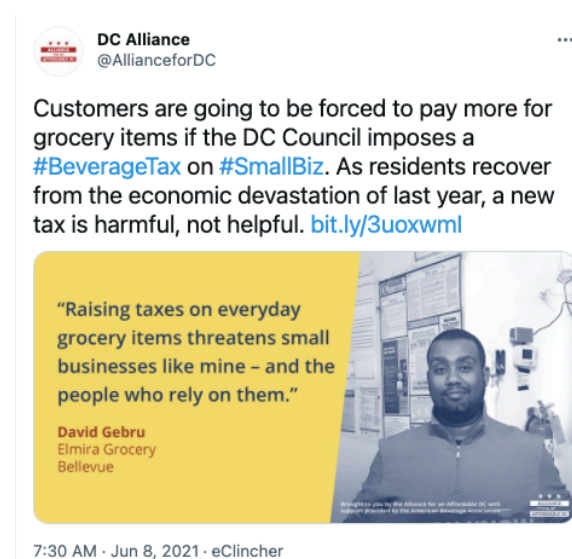 DC Alliance
@AllianceforDC
Customers are going to be forced to pay more for
grocery items if the DC Council imposes a
#BeverageTax on #SmallBiz. As residents recover
from the economic devastation of last year, a new
tax is harmful, not helpful. bit.ly/3uoxwmI
“Raising taxes on everyday
grocery items threatens small
businesses like mine – and the
people who rely on them.”
David Gebru
Elmira Grocery
Bellevue
Brought to you by the Alliance for an Affordable DC with
support provided by the American Beverage Association
7:30 AM · Jun 8, 2021 · eClincher